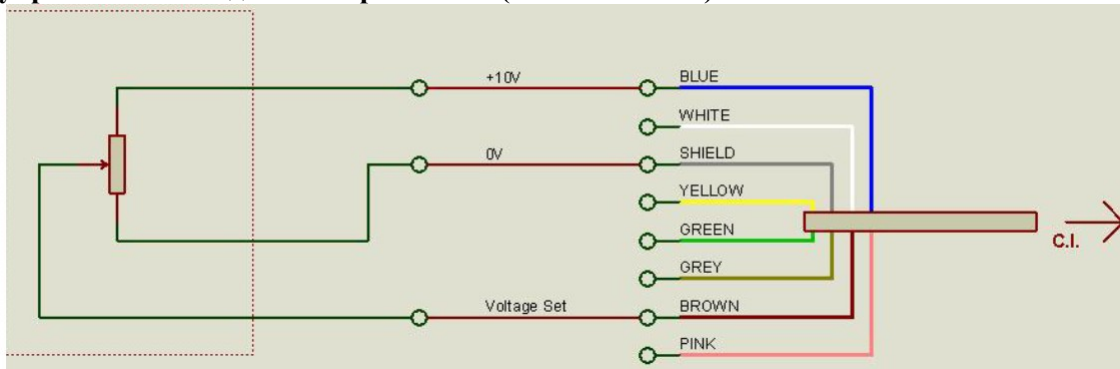 +10V
BLUE
WHITE
0V
SHIELD
YELLOW
GREEN
GREY
Voltage Set
BROWN
PINK
C.I.